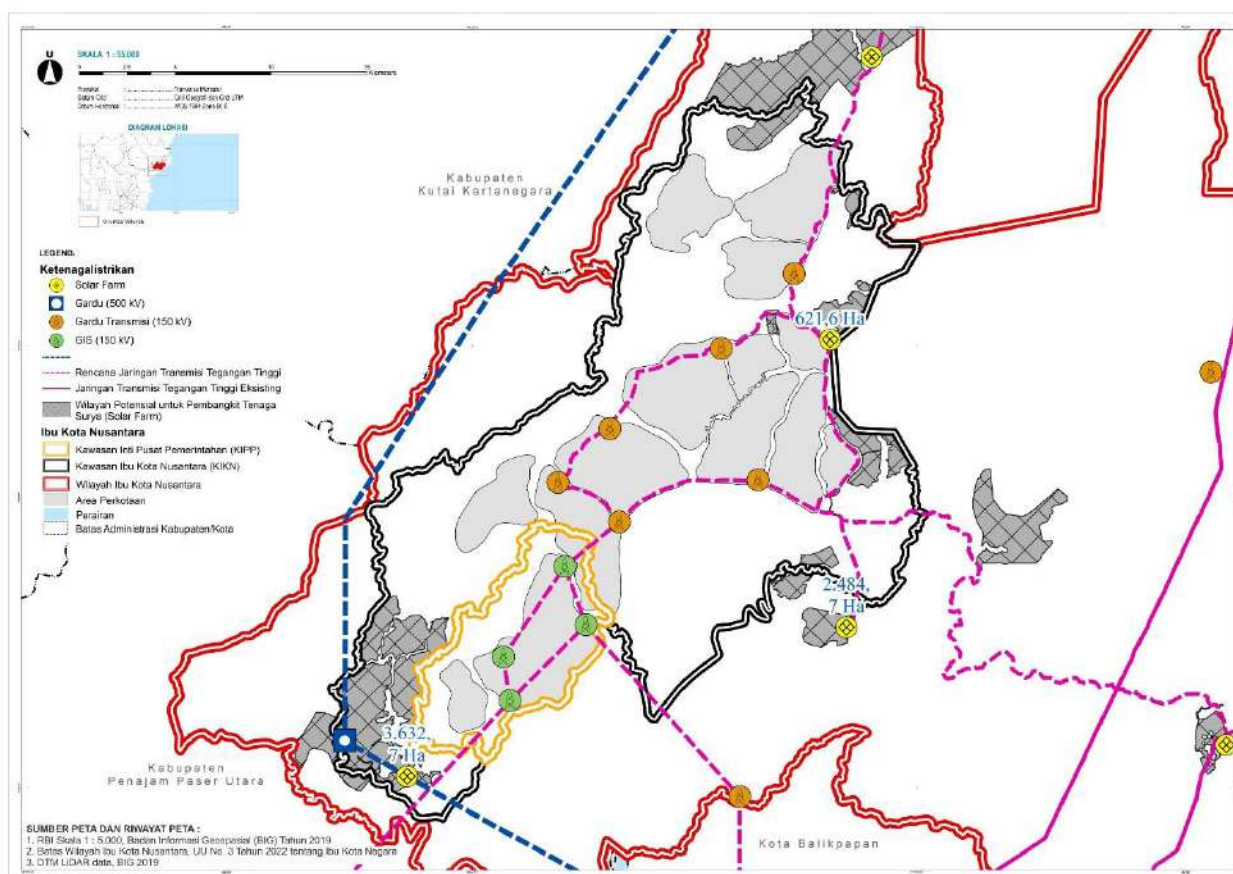 U
SKALA 1 : 55.000
Kilometers
DIAGRAM LOKASI
LEGEND.
Ketenagalistrikan
Solar Farm
Gardu (500 kV)
Gardu Transmisi (150 kV)
GIS (150 kV)
Rencana Jaringan Transmisi Tegangan Tinggi
Jaringan Transmisi Tegangan Tinggi Eksisting
Wilayah Potensial untuk Pembangkit Tenaga
Surya (Solar Farm)
Ibu Kota Nusantara
Kawasan Inti Pusat Pemerintahan (KIPP)
Kawasan Ibu Kota Nusantara (KIKN)
Wilayah Ibu Kota Nusantara
Area Perkotaan
Perairan
Batas Administrasi Kabupaten/Kota
Kabupaten
Kutai Kartanegara
621,6 Ha
2.484,
7 Ha
3.632,
7 Ha
Kabupaten
Penajam Paser Utara
Kota Balikpapan
SUMBER PETA DAN RIWAYAT PETA :
1. RBI Skala 1 : 5.000, Badan Informasi Geospasial (BIG) Tahun 2019
2. Batas Wilayah Ibu Kota Nusantara, UU No. 3 Tahun 2022 tentang Ibu Kota Negara
3. DTM LiDAR data, BIG 2019